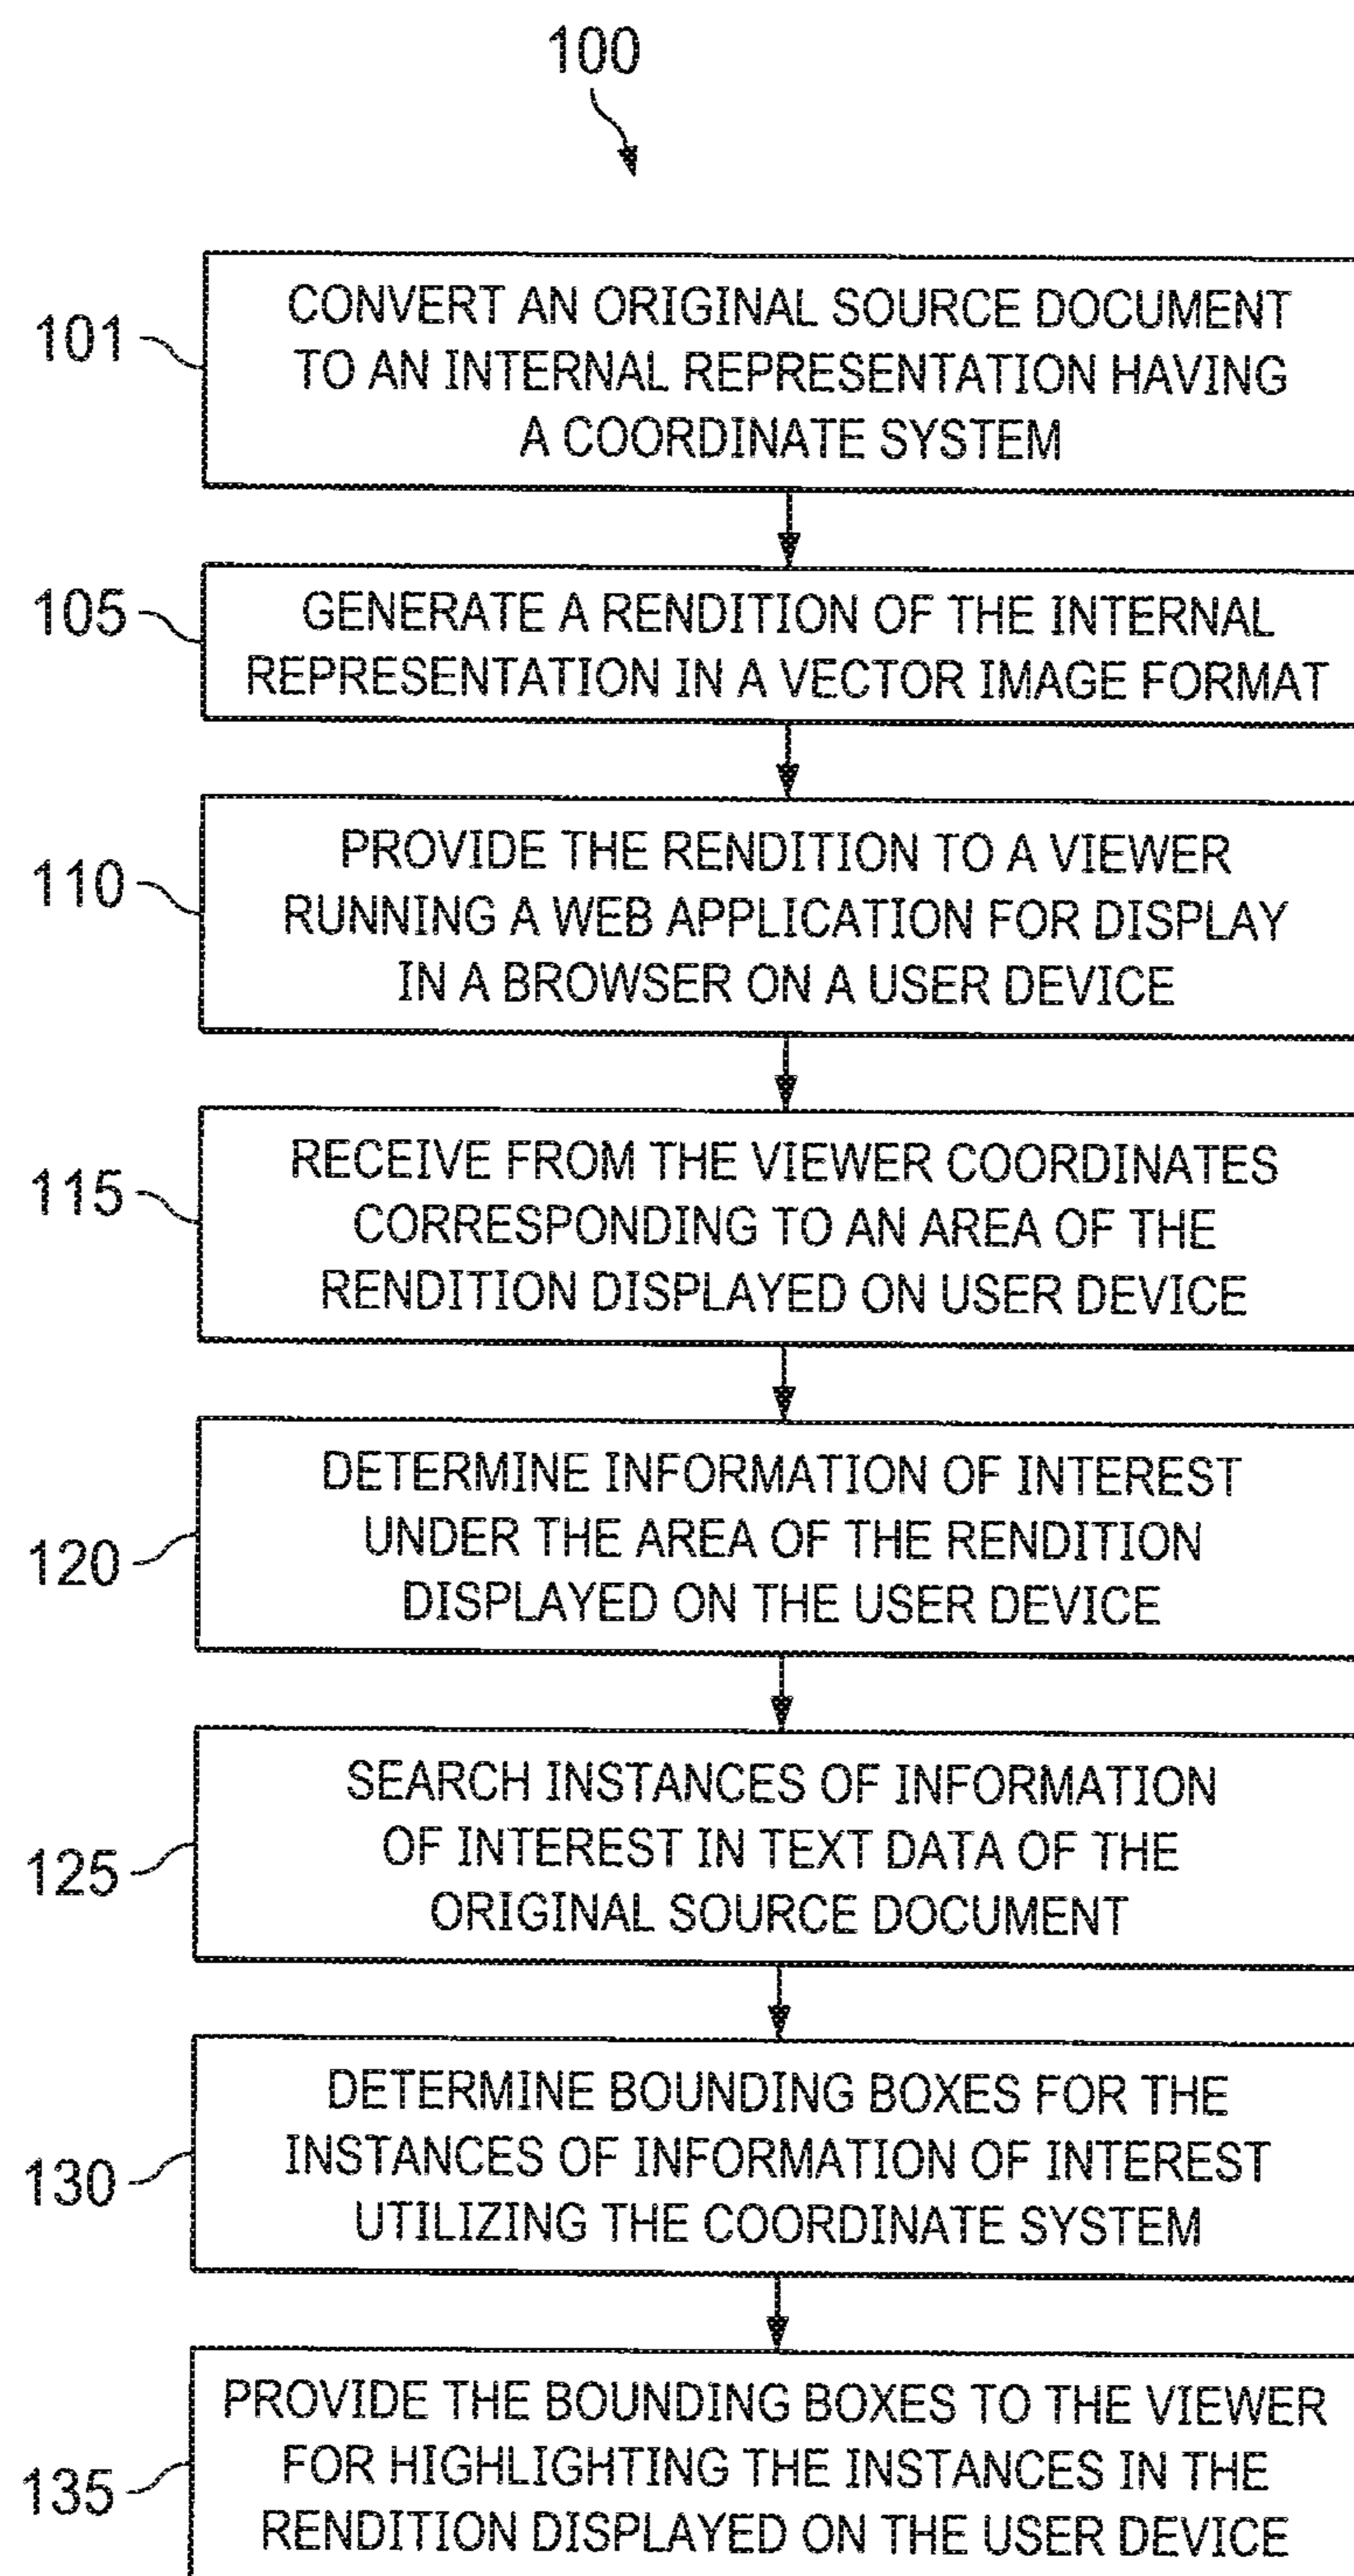 100
101
CONVERT AN ORIGINAL SOURCE DOCUMENT
TO AN INTERNAL REPRESENTATION HAVING
A COORDINATE SYSTEM
105
GENERATE A RENDITION OF THE INTERNAL
REPRESENTATION IN A VECTOR IMAGE FORMAT
110
PROVIDE THE RENDITION TO A VIEWER
RUNNING A WEB APPLICATION FOR DISPLAY
IN A BROWSER ON A USER DEVICE
115
RECEIVE FROM THE VIEWER COORDINATES
CORRESPONDING TO AN AREA OF THE
RENDITION DISPLAYED ON USER DEVICE
120
DETERMINE INFORMATION OF INTEREST
UNDER THE AREA OF THE RENDITION
DISPLAYED ON THE USER DEVICE
125
SEARCH INSTANCES OF INFORMATION
OF INTEREST IN TEXT DATA OF THE
ORIGINAL SOURCE DOCUMENT
130
DETERMINE BOUNDING BOXES FOR THE
INSTANCES OF INFORMATION OF INTEREST
UTILIZING THE COORDINATE SYSTEM
135
PROVIDE THE BOUNDING BOXES TO THE VIEWER
FOR HIGHLIGHTING THE INSTANCES IN THE
RENDITION DISPLAYED ON THE USER DEVICE